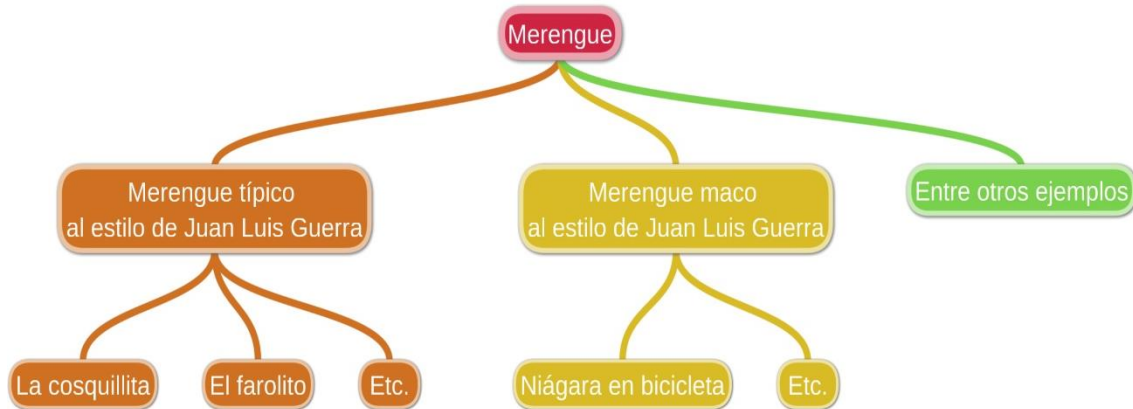 Merengue
Merengue típico
al estilo de Juan Luis Guerra
Merengue maco
al estilo de Juan Luis Guerra
Entre otros ejemplos
La cosquillita
El farolito
Etc.
Niágara en bicicleta
Etc.